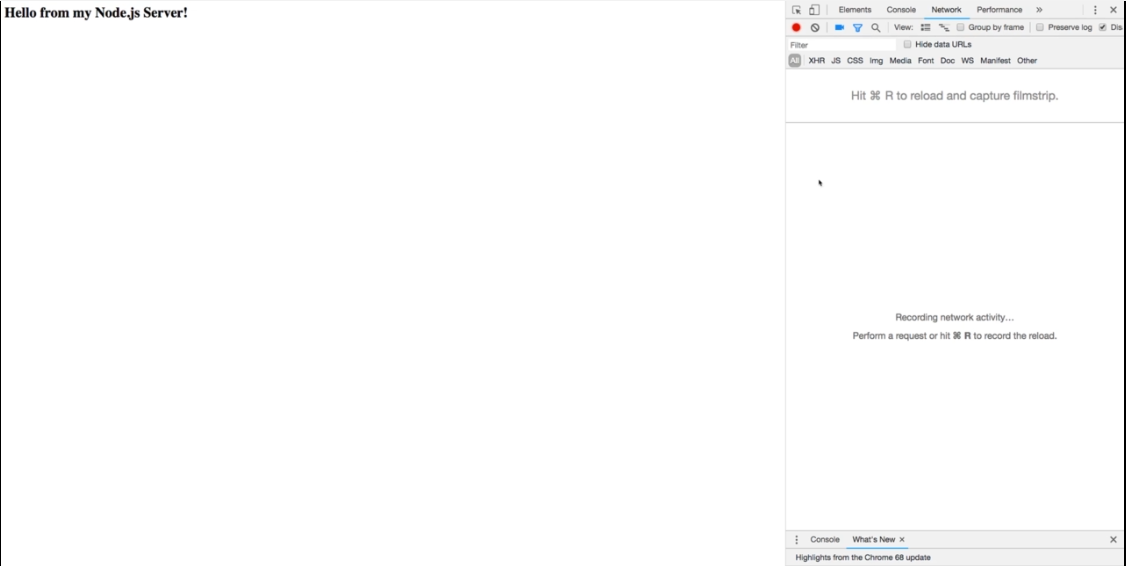 Hello from my Node.js Server!
Elements Console Network Performance »
View: Group by frame Preserve log Dis
Filter Hide data URLs
All XHR JS CSS Img Media Font Doc WS Manifest Other
Hit ⌘ R to reload and capture filmstrip.
Recording network activity…
Perform a request or hit ⌘ R to record the reload.
Console What's New ×
Highlights from the Chrome 68 update